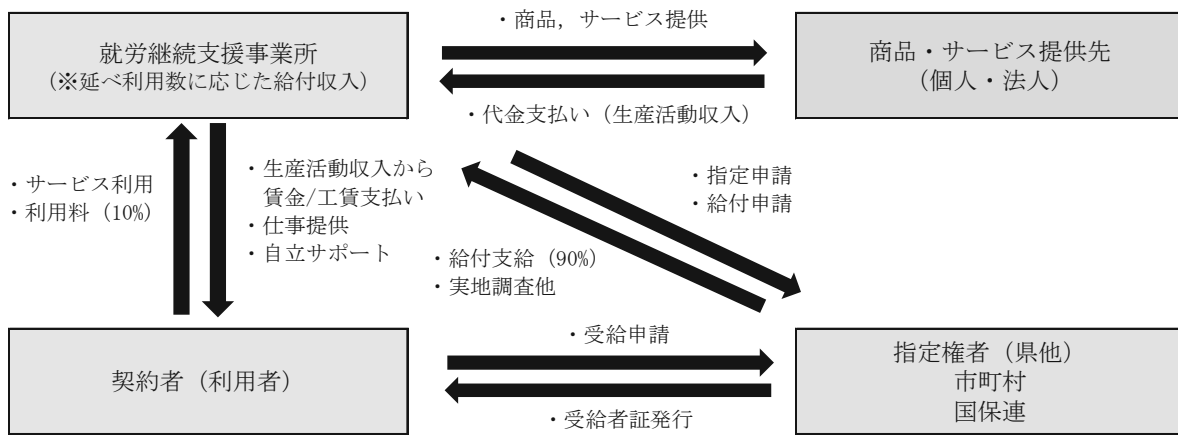 就労継続支援事業所
(※延べ利用数に応じた給付収入)
・商品，サービス提供
・代金支払い（生産活動収入）
商品・サービス提供先
（個人・法人）
・サービス利用
・利用料（10%）
・生産活動収入から
賃金/工賃支払い
・仕事提供
・自立サポート
・指定申請
・給付申請
・給付支給（90%）
・実地調査他
契約者（利用者）
・受給申請
・受給者証発行
指定権者（県他）
市町村
国保連